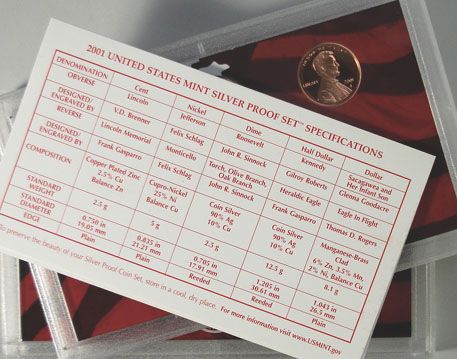 2001 UNITED STATES MINT SILVER PROOF SET™ SPECIFICATIONS
DENOMINATION Cent Nickel Dime Half Dollar Dollar
OBVERSE Lincoln Jefferson Roosevelt Kennedy Sacagawea and Her Infant Son
DESIGNED/ENGRAVED BY V.D. Brenner Felix Schlag John R. Sinnock Gilroy Roberts Glenna Goodacre
REVERSE Lincoln Memorial Monticello Torch, Olive Branch, Oak Branch Heraldic Eagle Eagle In Flight
DESIGNED/ENGRAVED BY Frank Gasparro Felix Schlag John R. Sinnock Frank Gasparro Thomas D. Rogers
COMPOSITION Copper Plated Zinc 2.5% Cu Balance Zn Cupro-Nickel 25% Ni Balance Cu Coin Silver 90% Ag 10% Cu Coin Silver 90% Ag 10% Cu Manganese-Brass Clad 6% Zn, 3.5% Mn, 2% Ni, Balance Cu
STANDARD WEIGHT 2.5 g 5 g 2.5 g 12.5 g 8.1 g
STANDARD DIAMETER 0.750 in 19.05 mm 0.835 in 21.21 mm 0.705 in 17.91 mm 1.205 in 30.61 mm 1.043 in 26.5 mm
EDGE Plain Plain Reeded Reeded Plain
To preserve the beauty of your Silver Proof Coin Set, store in a cool, dry place. For more information visit www.USMINT.gov
LIBERTY